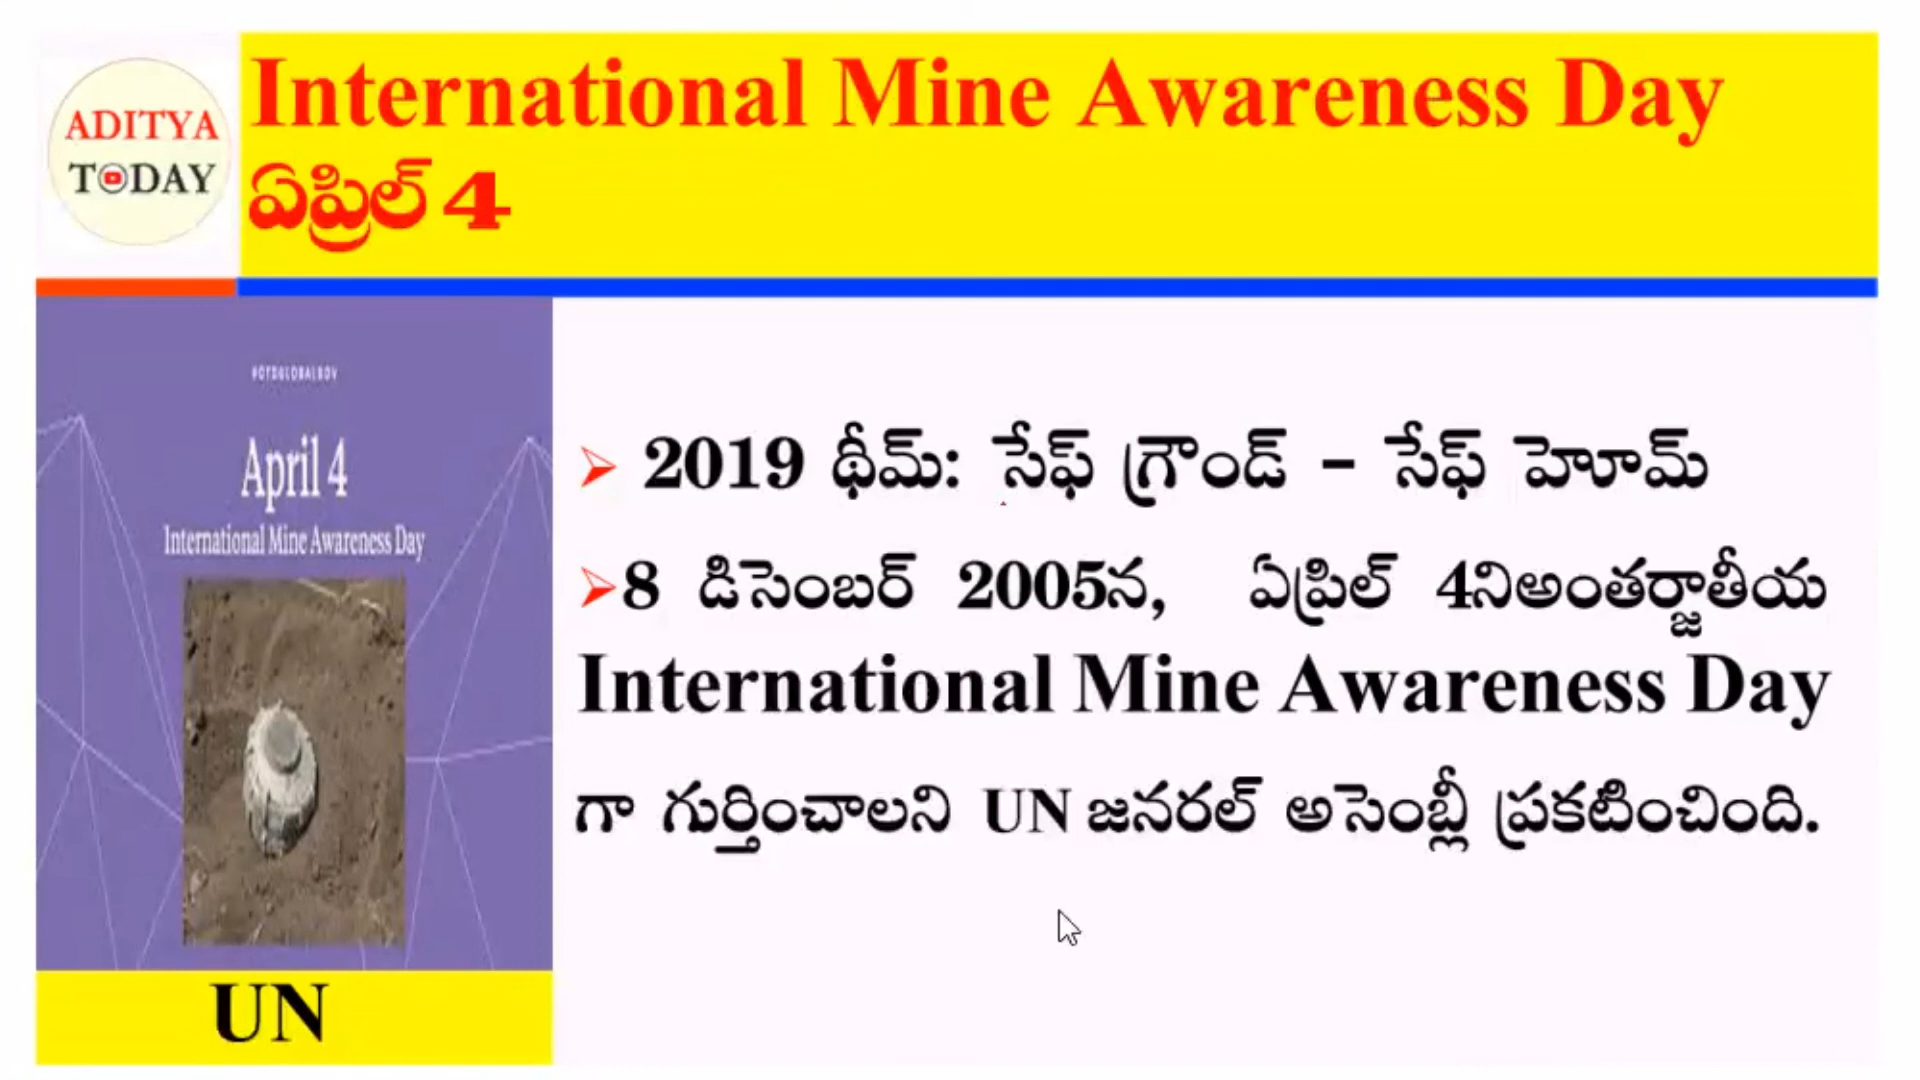 ADITYA
TODAY
International Mine Awareness Day
ఏప్రిల్ 4
#OTDGLOBALGOV
April 4
International Mine Awareness Day
UN
➢ 2019 థీమ్: సేఫ్ గ్రౌండ్ – సేఫ్ హెూమ్
➢8 డిసెంబర్ 2005న, ఏప్రిల్ 4నిఅంతర్జాతీయ
International Mine Awareness Day
గా గుర్తించాలని UN జనరల్ అసెంబ్లీ ప్రకటించింది.